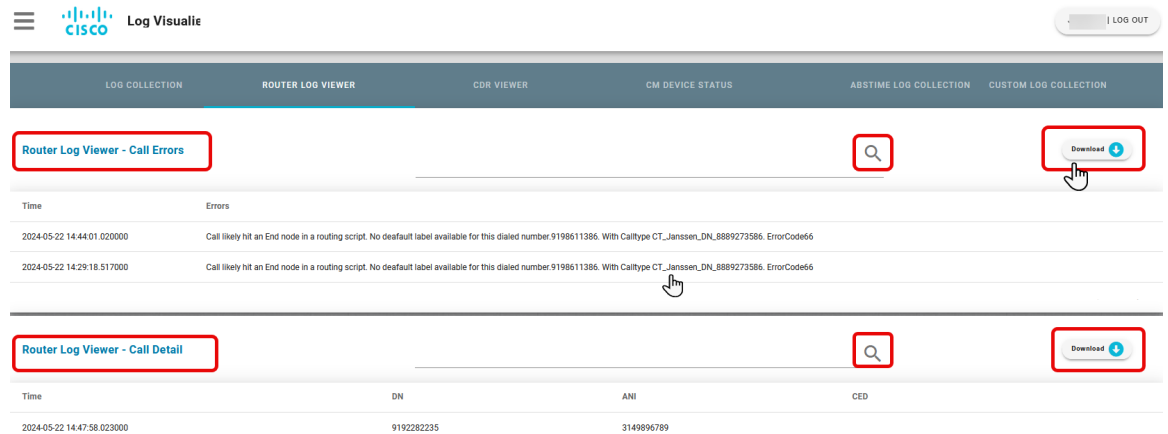 CISCO
Log Visualie
| LOG OUT
LOG COLLECTION ROUTER LOG VIEWER CDR VIEWER CM DEVICE STATUS ABSTIME LOG COLLECTION CUSTOM LOG COLLECTION
Router Log Viewer - Call Errors Download
Time Errors
2024-05-22 14:44:01.020000 Call likely hit an End node in a routing script. No deafault label available for this dialed number.9198611386. With Calltype CT_Janssen_DN_8889273586. ErrorCode66
2024-05-22 14:29:18.517000 Call likely hit an End node in a routing script. No deafault label available for this dialed number.9198611386. With Calltype CT_Janssen_DN_8889273586. ErrorCode66
Router Log Viewer - Call Detail Download
Time DN ANI CED
2024-05-22 14:47:58.023000 9192282235 3149896789